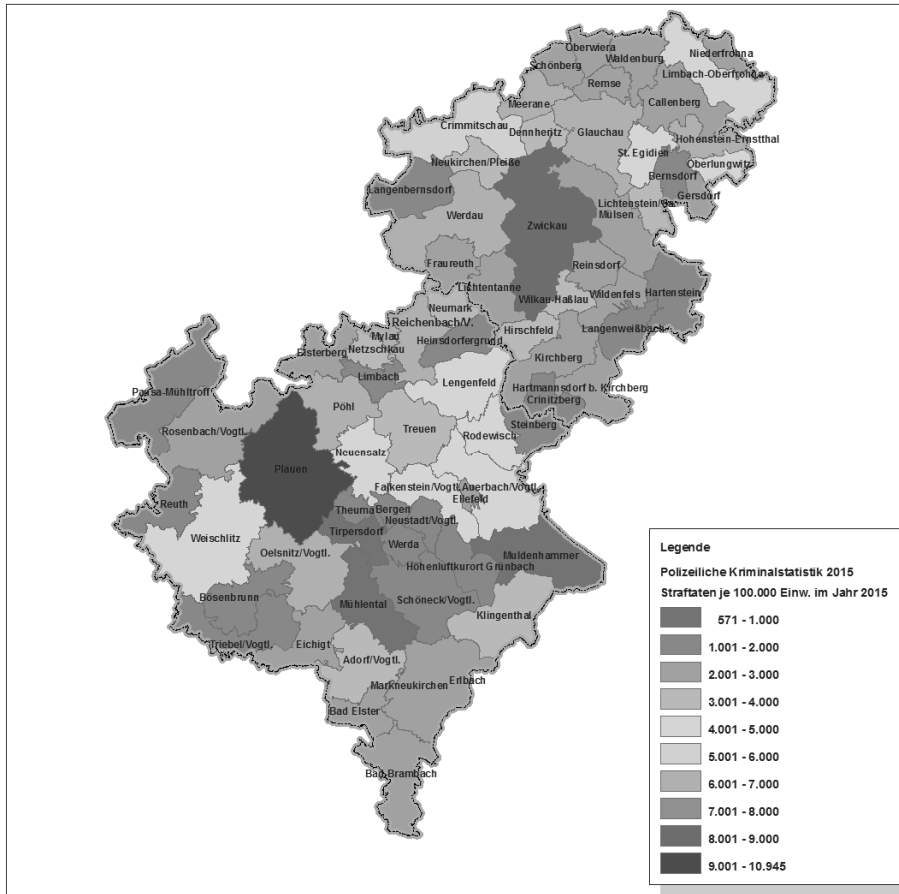 Oberwiera
Niederfrohna
Schönberg
Waldenburg
Limbach-Oberfrohna
Remse
Meerane
Callenberg
Crimmitschau
Dennheritz
Glauchau
Hohenstein-Ernstthal
St. Egidien
Neukirchen/Pleiße
Oberlungwitz
Bernsdorf
Langenbernsdorf
Gersdorf
Lichtenstein/Sa.
Werdau
Mülsen
Zwickau
Fraureuth
Reinsdorf
Lichtentanne
Wildenfels
Hartenstein
Wilkau-Haßlau
Neumark
Reichenbach/V.
Hirschfeld
Langenweißbach
Mylau
Heinsdorfergrund
Elsterberg
Netzschkau
Kirchberg
Limbach
Lengenfeld
Hartmannsdorf b. Kirchberg
Pausa-Mühltroff
Crinitzberg
Pöhl
Steinberg
Rosenbach/Vogtl.
Treuen
Rodewisch
Neuensalz
Plauen
Falkenstein/Vogtl.
Auerbach/Vogtl.
Reuth
Ellefeld
Theuma
Bergen
Neustadt/Vogtl.
Tirpersdorf
Weischlitz
Werda
Oelsnitz/Vogtl.
Muldenhammer
Höhenluftkurort Grünbach
Bösenbrunn
Mühlental
Schöneck/Vogtl.
Klingenthal
Triebel/Vogtl.
Eichigt
Adorf/Vogtl.
Erlbach
Markneukirchen
Bad Elster
Bad Brambach
Legende
Polizeiliche Kriminalstatistik 2015
Straftaten je 100.000 Einw. im Jahr 2015
571 - 1.000
1.001 - 2.000
2.001 - 3.000
3.001 - 4.000
4.001 - 5.000
5.001 - 6.000
6.001 - 7.000
7.001 - 8.000
8.001 - 9.000
9.001 - 10.945